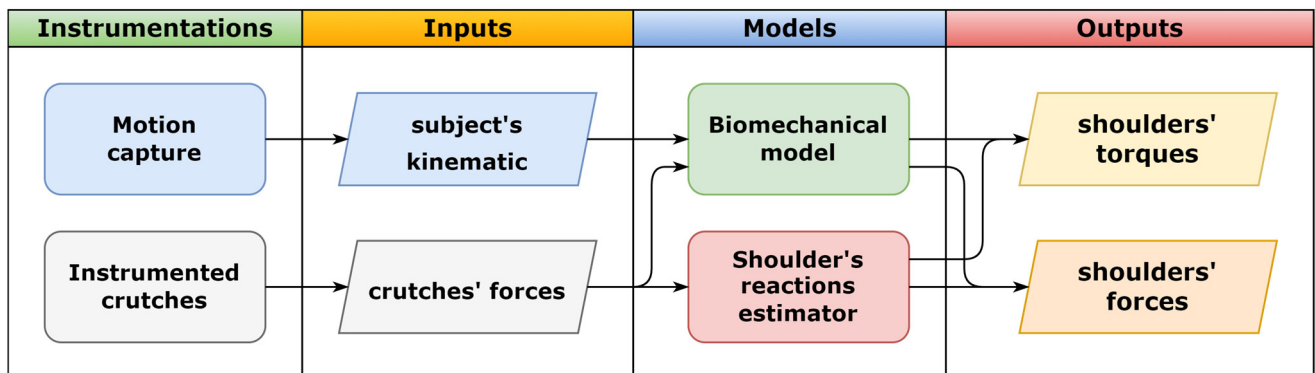 Instrumentations
Inputs
Models
Outputs
Motion
capture
subject's
kinematic
Biomechanical
model
shoulders'
torques
Instrumented
crutches
crutches' forces
Shoulder's
reactions
estimator
shoulders'
forces